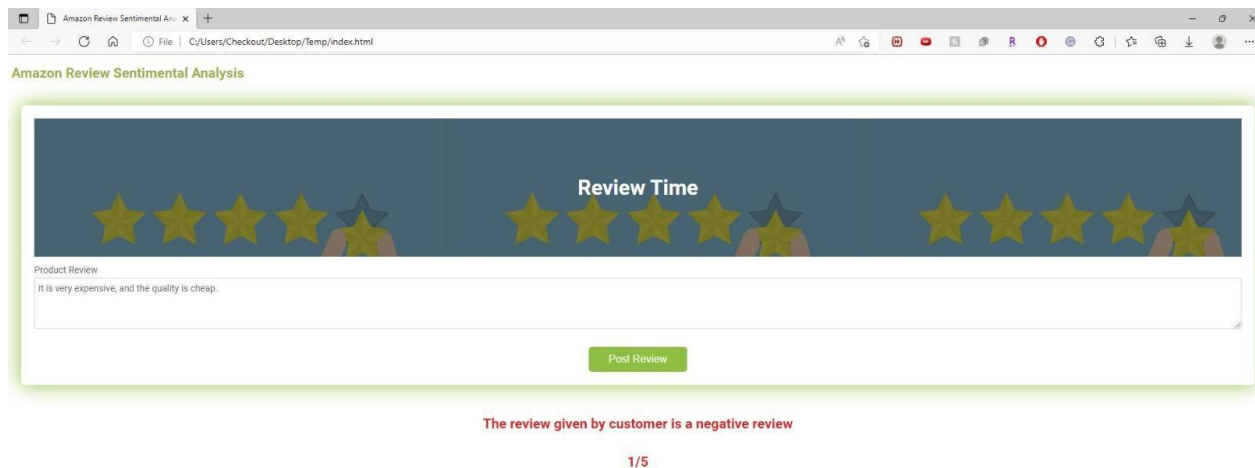 Amazon Review Sentimental Ana
File | C:/Users/Checkout/Desktop/Temp/index.html
Amazon Review Sentimental Analysis
Review Time
Product Review
It is very expensive, and the quality is cheap.
Post Review
The review given by customer is a negative review
1/5